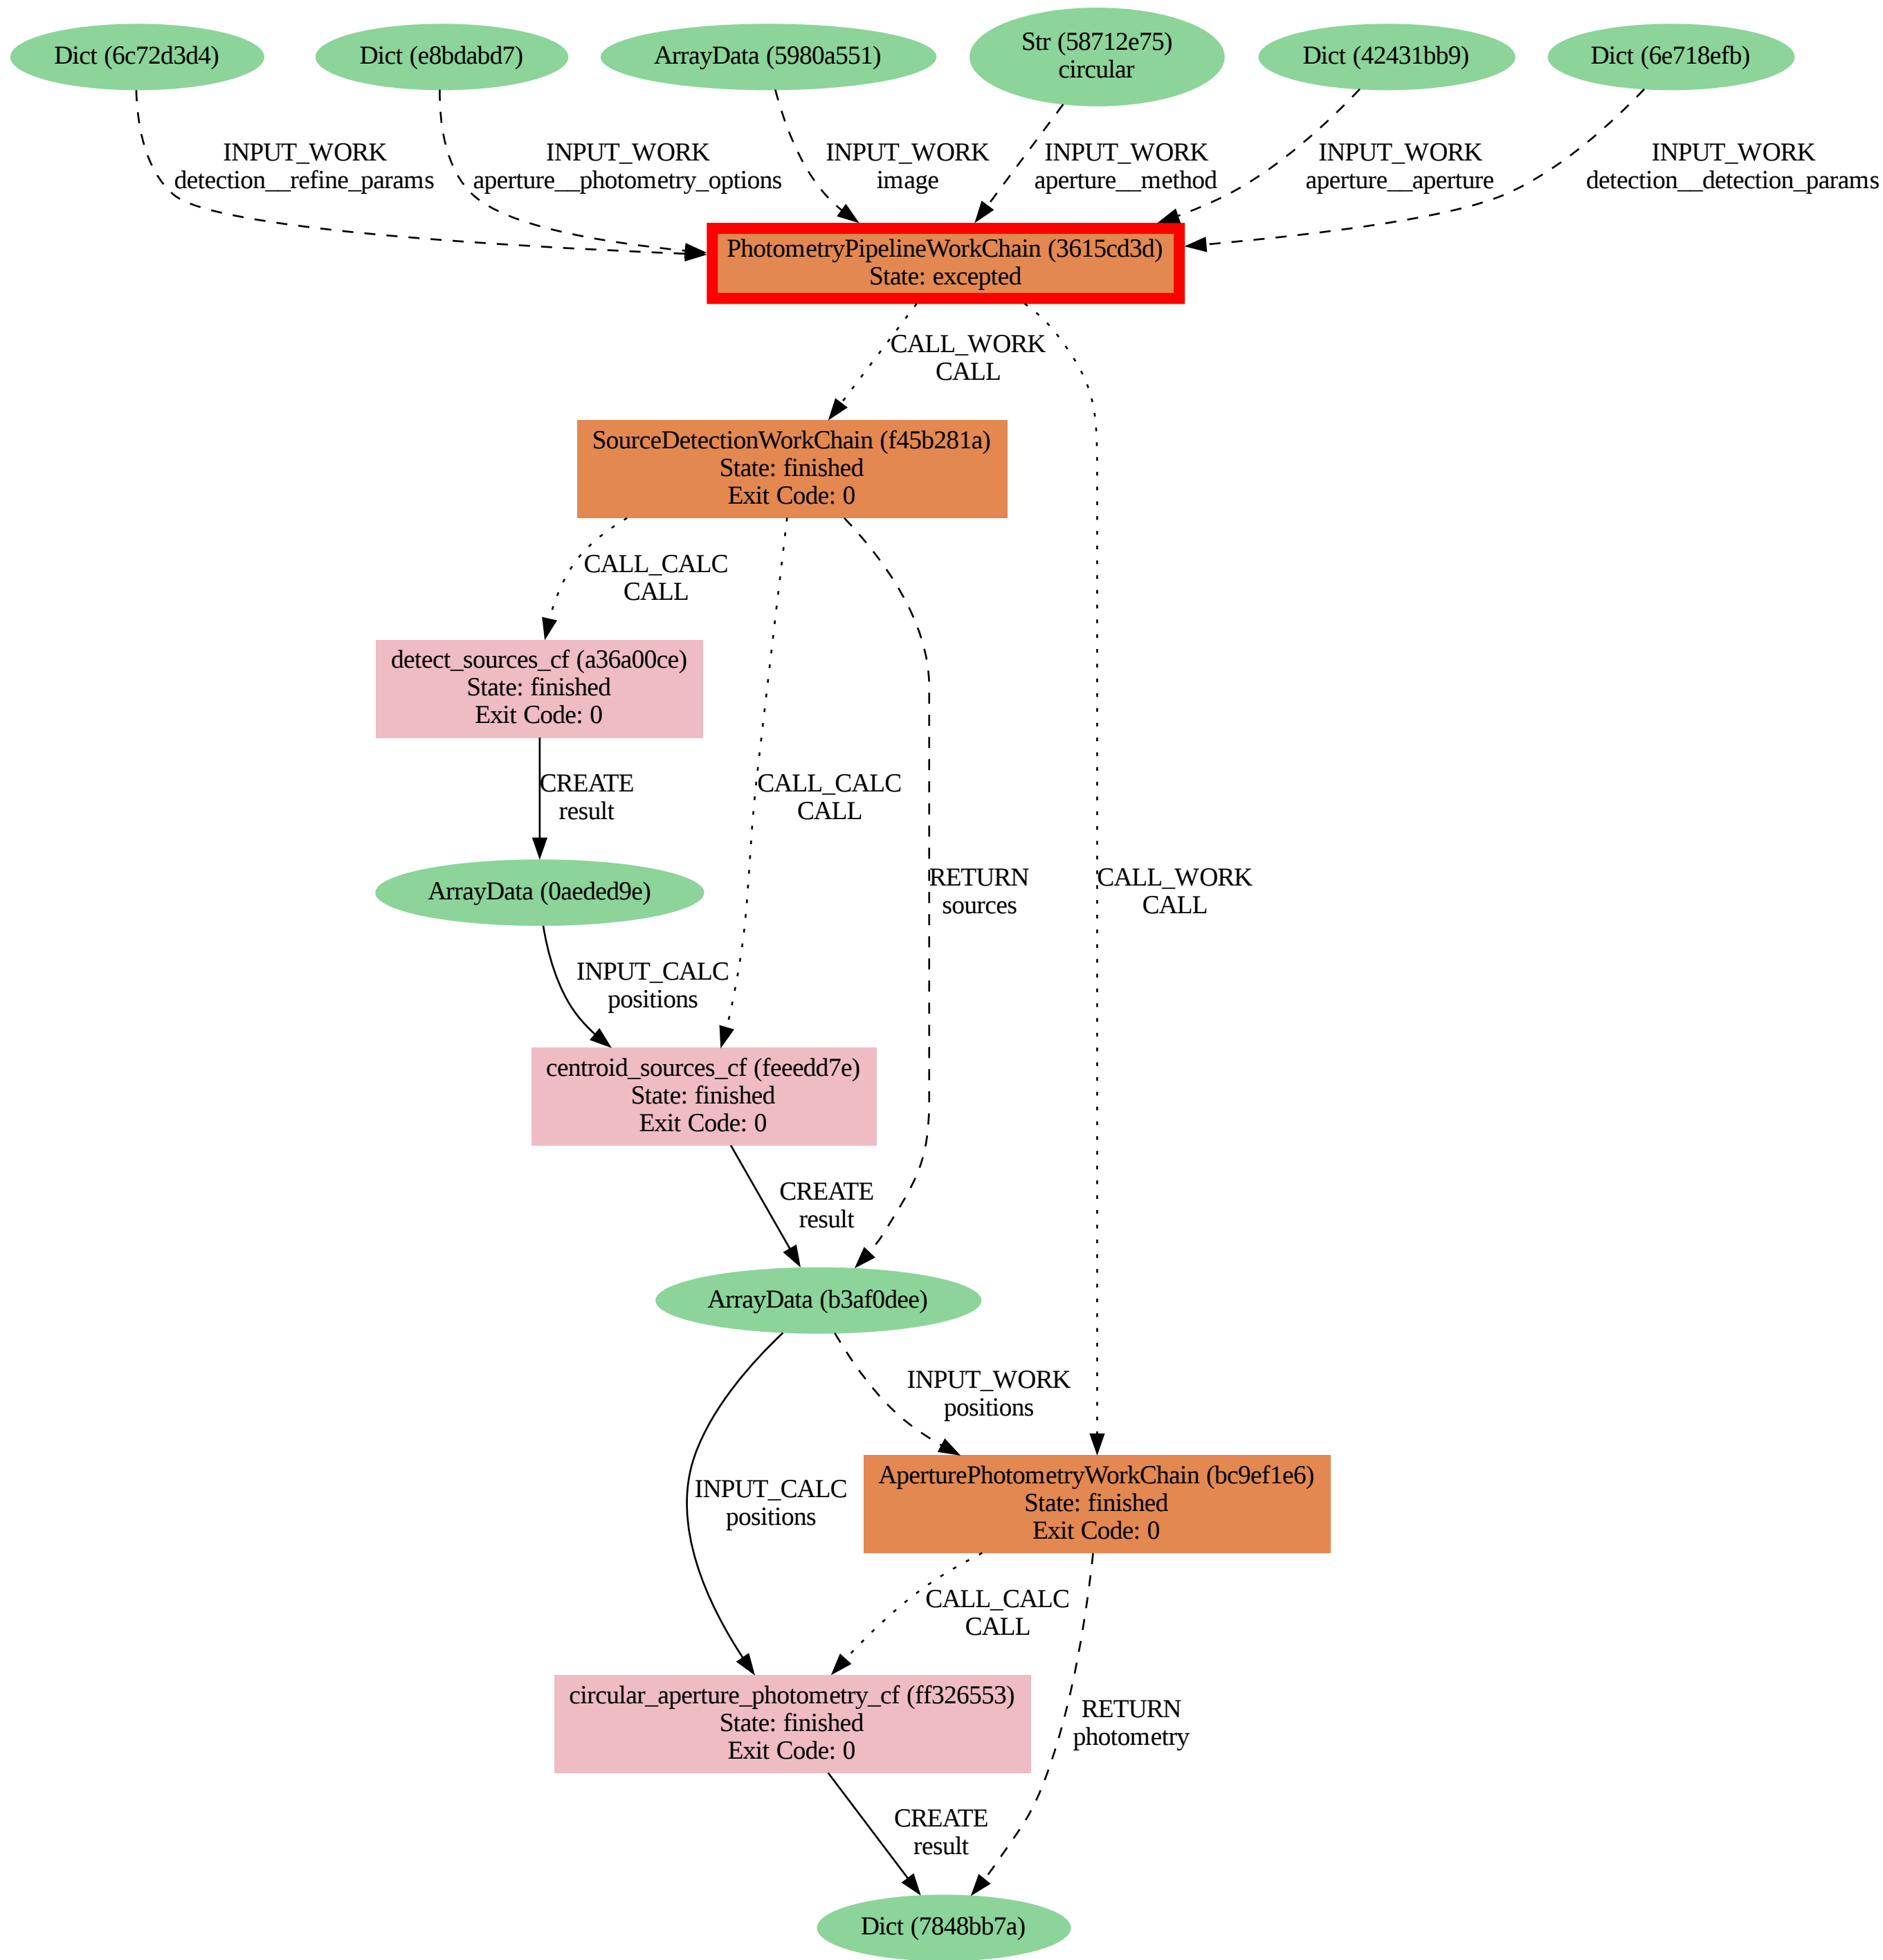 Dict (6c72d3d4)
Dict (e8bdabd7)
ArrayData (5980a551)
Str (58712e75)
circular
Dict (42431bb9)
Dict (6e718efb)
INPUT_WORK
detection__refine_params
INPUT_WORK
aperture__photometry_options
INPUT_WORK
image
INPUT_WORK
aperture__method
INPUT_WORK
aperture__aperture
INPUT_WORK
detection__detection_params
PhotometryPipelineWorkChain (3615cd3d)
State: excepted
CALL_WORK
CALL
SourceDetectionWorkChain (f45b281a)
State: finished
Exit Code: 0
CALL_CALC
CALL
detect_sources_cf (a36a00ce)
State: finished
Exit Code: 0
CREATE
result
CALL_CALC
CALL
ArrayData (0aeded9e)
RETURN
sources
CALL_WORK
CALL
INPUT_CALC
positions
centroid_sources_cf (feeedd7e)
State: finished
Exit Code: 0
CREATE
result
ArrayData (b3af0dee)
INPUT_WORK
positions
INPUT_CALC
positions
AperturePhotometryWorkChain (bc9ef1e6)
State: finished
Exit Code: 0
CALL_CALC
CALL
circular_aperture_photometry_cf (ff326553)
State: finished
Exit Code: 0
RETURN
photometry
CREATE
result
Dict (7848bb7a)